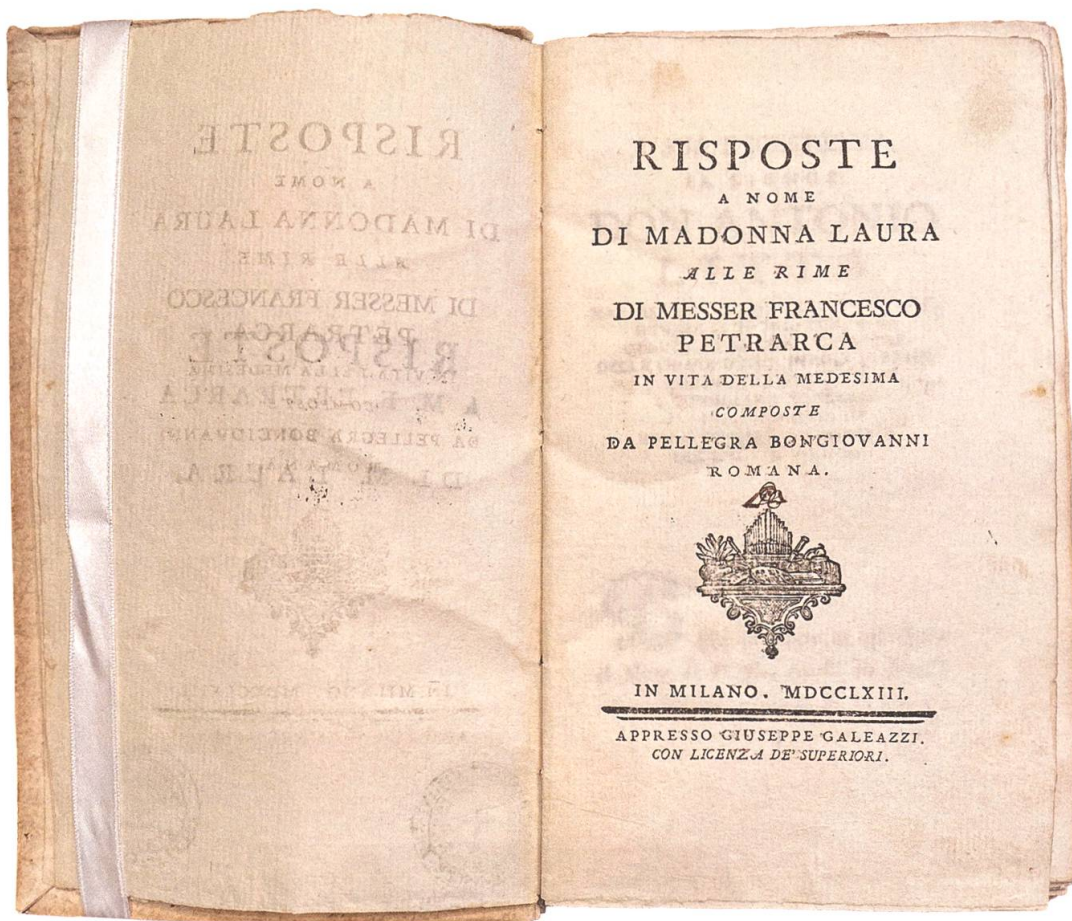 RISPOSTE
A NOME
DI MADONNA LAURA
ALLE RIME
DI MESSER FRANCESCO
PETRARCA
IN VITA DELLA MEDESIMA
COMPOSTE
DA PELLEGRA BONGIOVANNI
ROMANA.
IN MILANO. MDCCLXIII.
APPRESSO GIUSEPPE GALEAZZI.
CON LICENZA DE' SUPERIORI.